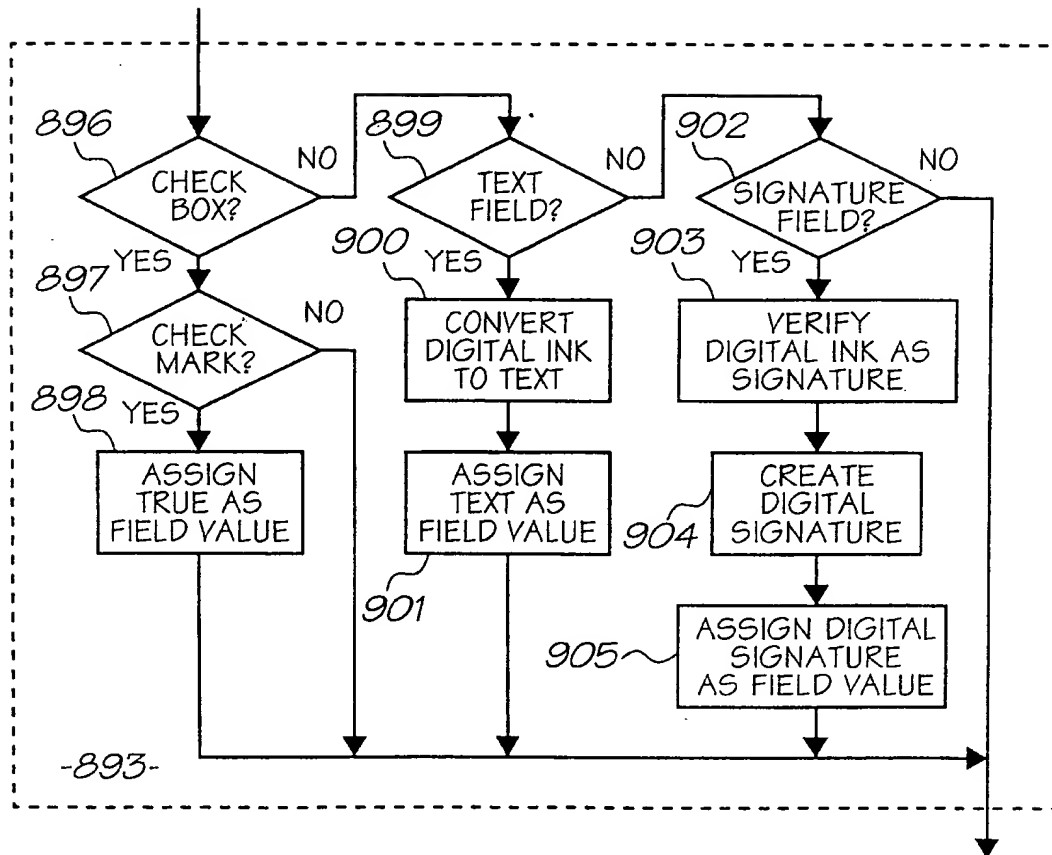 896
CHECK
BOX?
NO
YES
897
CHECK
MARK?
NO
YES
898
ASSIGN
TRUE AS
FIELD VALUE
899
TEXT
FIELD?
NO
YES
900
CONVERT
DIGITAL INK
TO TEXT
ASSIGN
TEXT AS
FIELD VALUE
901
902
SIGNATURE
FIELD?
NO
YES
903
VERIFY
DIGITAL INK AS
SIGNATURE
CREATE
DIGITAL
SIGNATURE
904
ASSIGN DIGITAL
SIGNATURE
AS FIELD VALUE
905
-893-